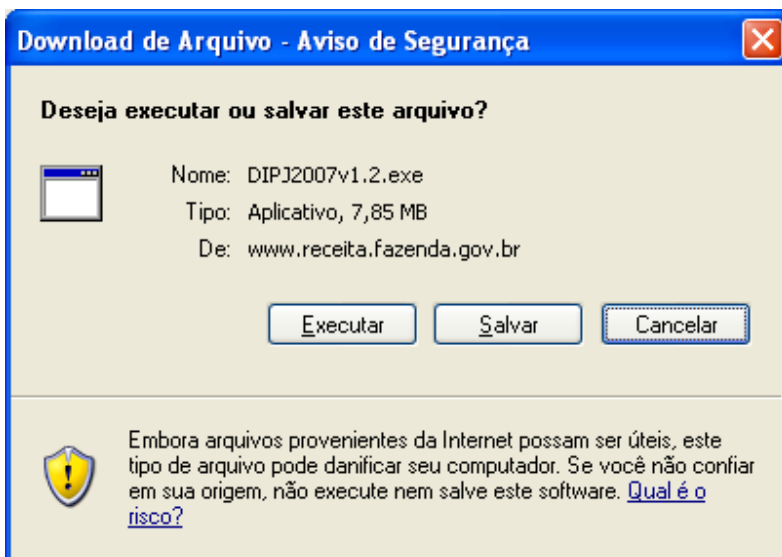 Download de Arquivo - Aviso de Segurança
Deseja executar ou salvar este arquivo?
Nome: DIPJ2007v1.2.exe
Tipo: Aplicativo, 7,85 MB
De: www.receita.fazenda.gov.br
Executar Salvar Cancelar
Embora arquivos provenientes da Internet possam ser úteis, este
tipo de arquivo pode danificar seu computador. Se você não confiar
em sua origem, não execute nem salve este software. Qual é o
risco?